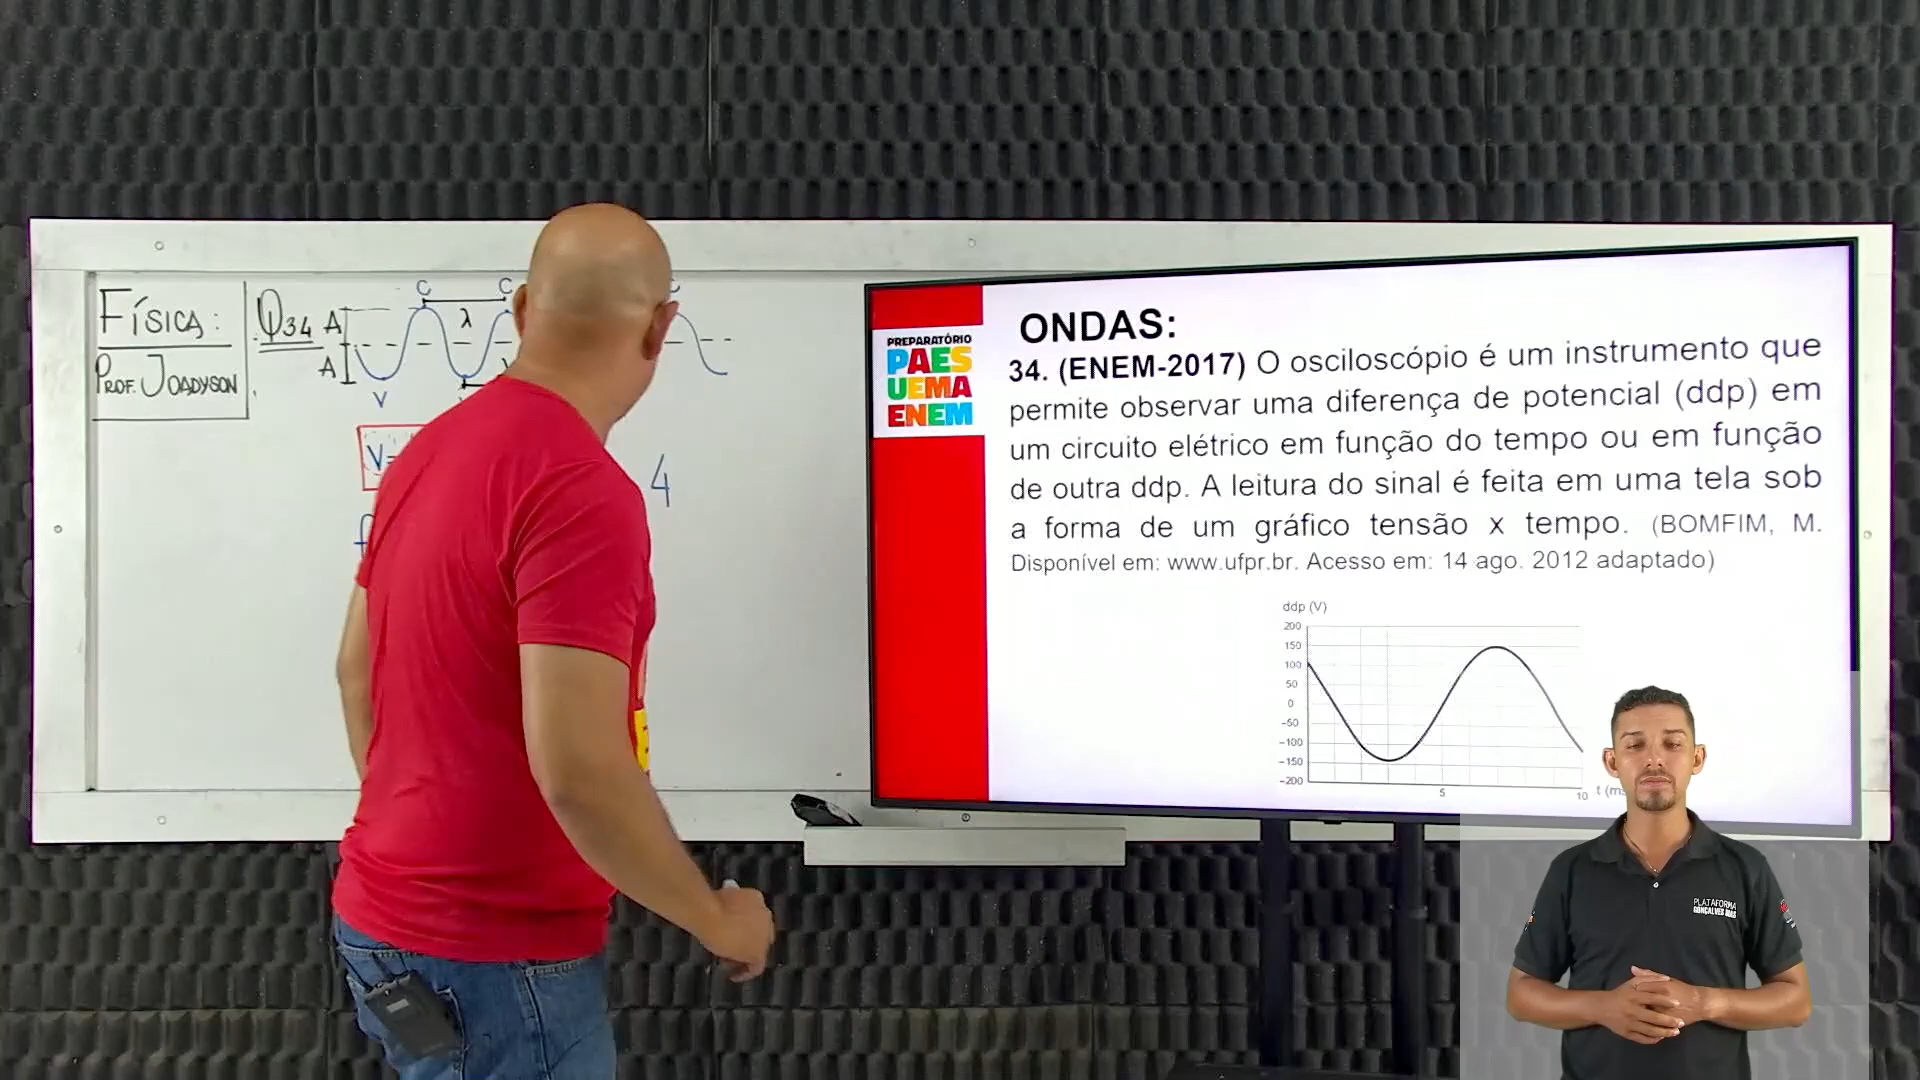 FÍSICA:
PROF. JOADYSON
Q34
A
A
C
C
C
λ
V
V=
f
4
PREPARATÓRIO
PAES
UEMA
ENEM
ONDAS:
34. (ENEM-2017) O osciloscópio é um instrumento que
permite observar uma diferença de potencial (ddp) em
um circuito elétrico em função do tempo ou em função
de outra ddp. A leitura do sinal é feita em uma tela sob
a forma de um gráfico tensão x tempo. (BOMFIM, M.
Disponível em: www.ufpr.br. Acesso em: 14 ago. 2012 adaptado)
ddp (V)
200
150
100
50
0
-50
-100
-150
-200
5
10
t (m
PLATAFORMA
GONÇALVES DIAS